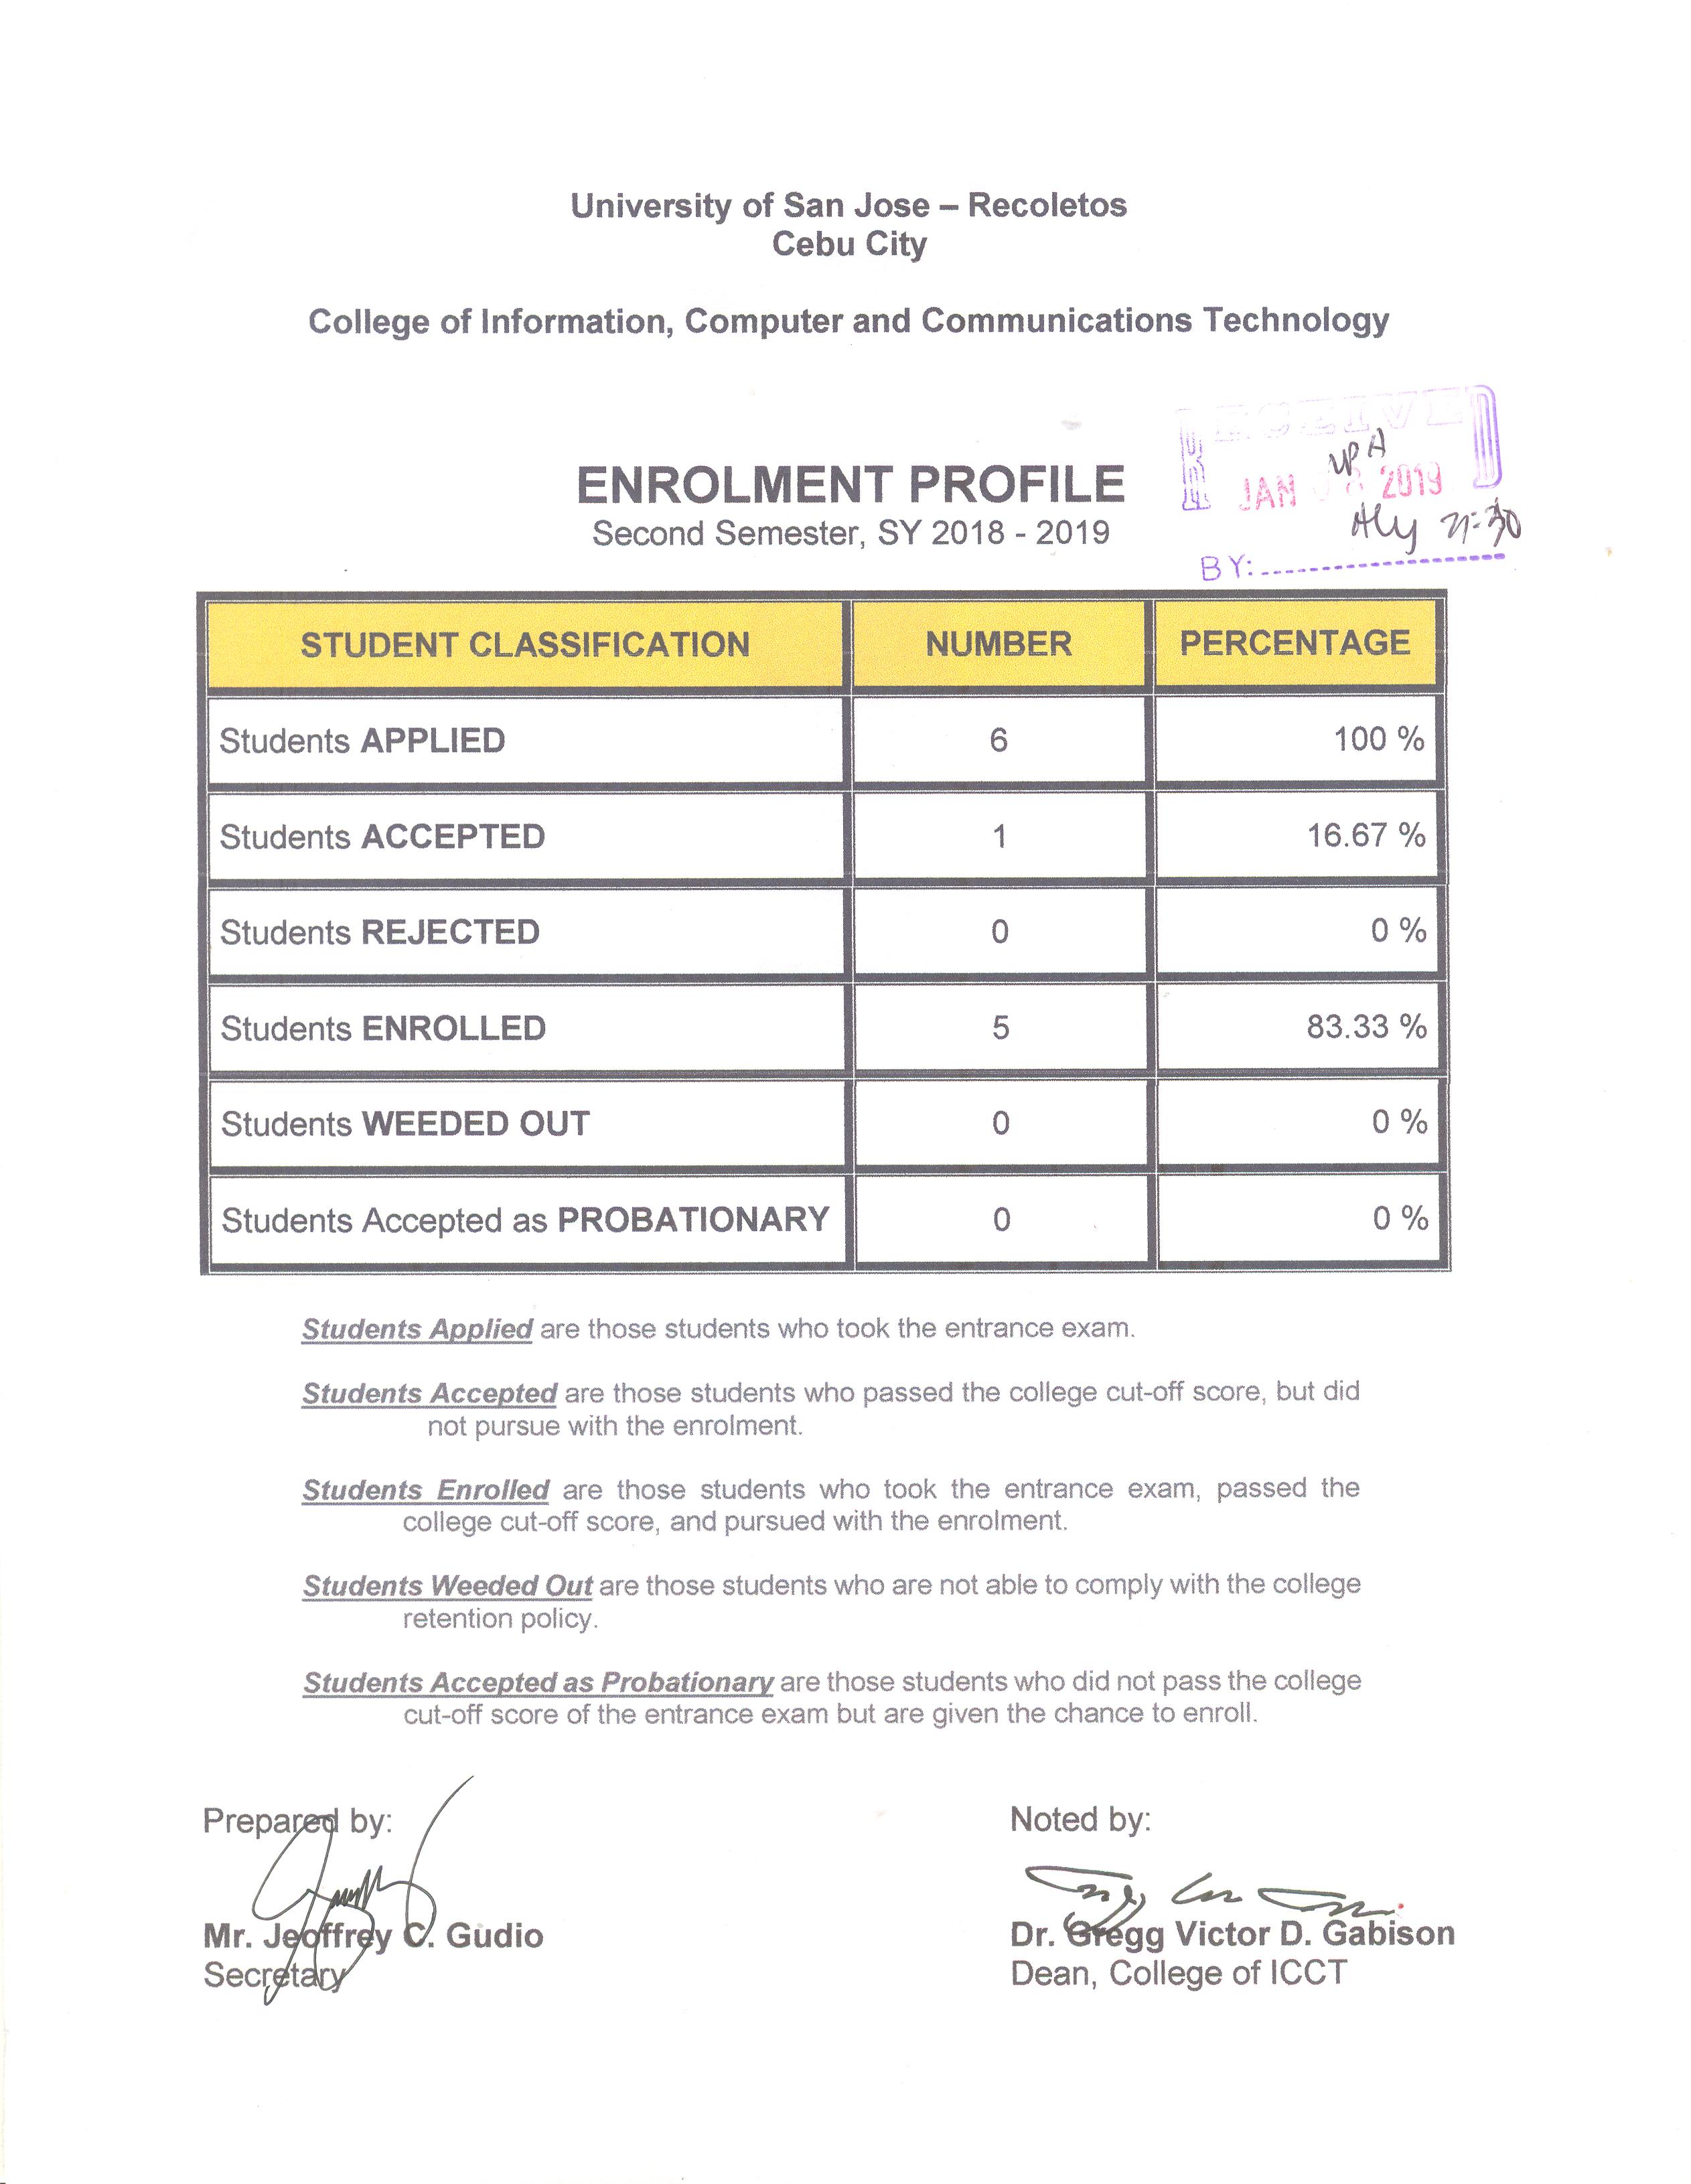 University of San Jose – Recoletos
Cebu City
College of Information, Computer and Communications Technology
RECEIVED
VPA
JAN 2019
BY:
ENROLMENT PROFILE
Second Semester, SY 2018 - 2019
STUDENT CLASSIFICATION NUMBER PERCENTAGE
Students APPLIED 6 100 %
Students ACCEPTED 1 16.67 %
Students REJECTED 0 0 %
Students ENROLLED 5 83.33 %
Students WEEDED OUT 0 0 %
Students Accepted as PROBATIONARY 0 0 %
Students Applied are those students who took the entrance exam.
Students Accepted are those students who passed the college cut-off score, but did
not pursue with the enrolment.
Students Enrolled are those students who took the entrance exam, passed the
college cut-off score, and pursued with the enrolment.
Students Weeded Out are those students who are not able to comply with the college
retention policy.
Students Accepted as Probationary are those students who did not pass the college
cut-off score of the entrance exam but are given the chance to enroll.
Prepared by:
Noted by:
Mr. Jeoffrey C. Gudio
Secretary
Dr. Gregg Victor D. Gabison
Dean, College of ICCT